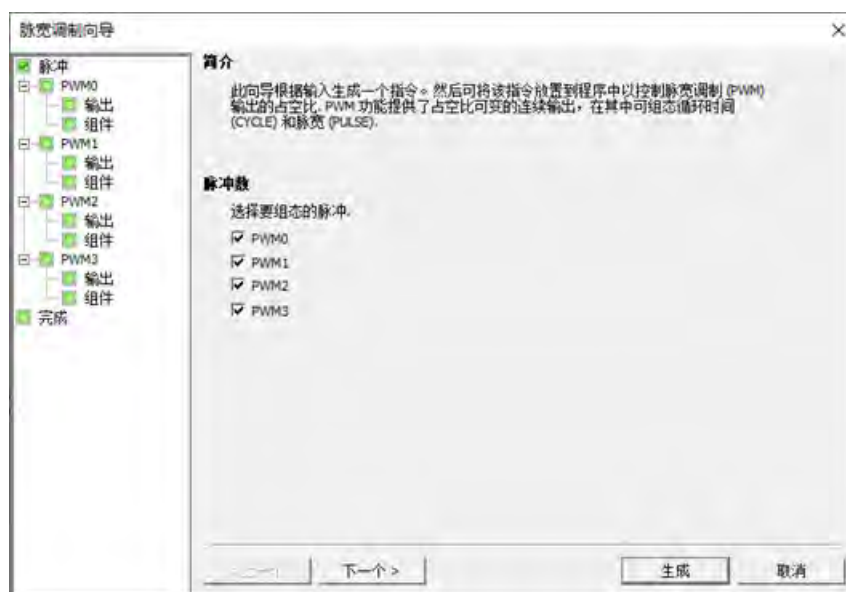 脉宽调制向导
脉冲
PWM0
输出
组件
PWM1
输出
组件
PWM2
输出
组件
PWM3
输出
组件
完成
简介
此向导根据输入生成一个指令。然后可将该指令放置到程序中以控制脉宽调制 (PWM)
输出的占空比. PWM 功能提供了占空比可变的连续输出，在其中可组态循环时间
(CYCLE) 和脉宽 (PULSE).
脉冲数
选择要组态的脉冲.
PWM0
PWM1
PWM2
PWM3
下一个 >
生成
取消